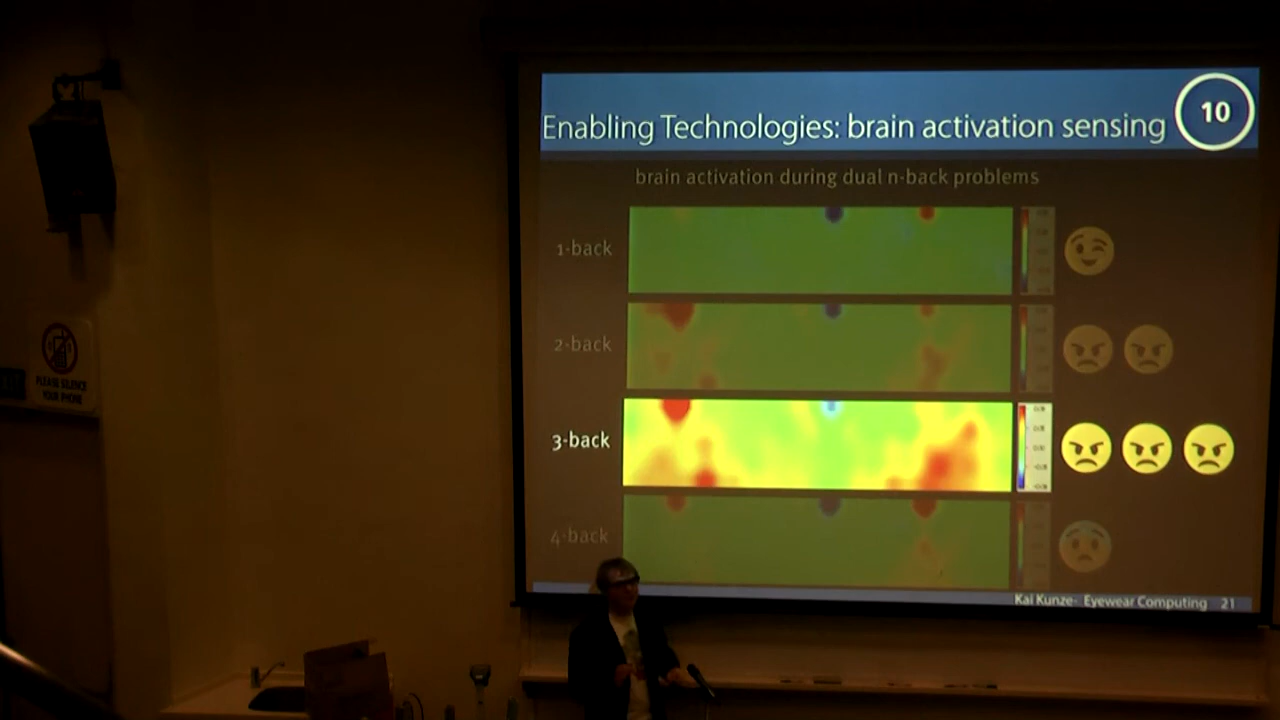 Enabling Technologies: brain activation sensing
10
brain activation during dual n-back problems
1-back
2-back
3-back
4-back
Kai Kunze- Eyewear Computing 21
PLEASE SILENCE
YOUR PHONE